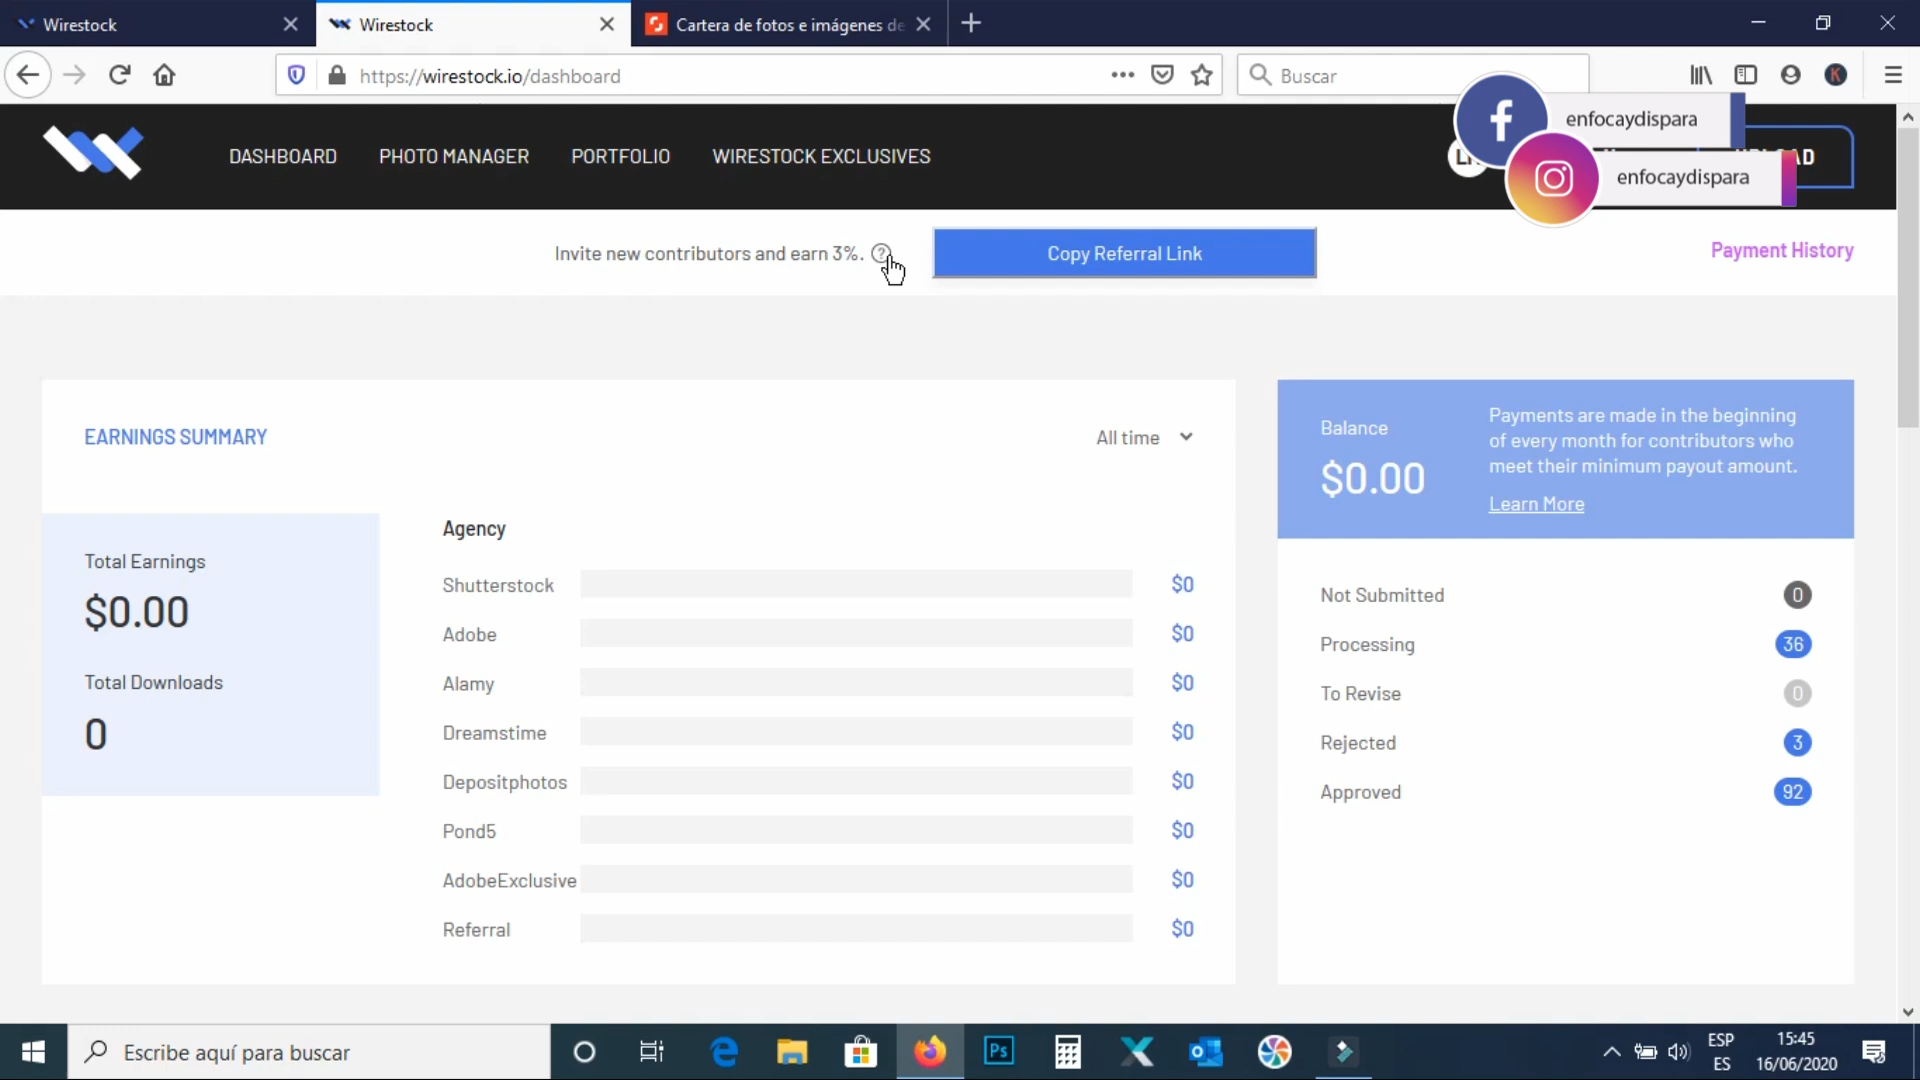 Wirestock
Wirestock
Cartera de fotos e imágenes de
https://wirestock.io/dashboard
Buscar
enfocaydispara
enfocaydispara
DASHBOARD
PHOTO MANAGER
PORTFOLIO
WIRESTOCK EXCLUSIVES
Invite new contributors and earn 3%.
Copy Referral Link
Payment History
EARNINGS SUMMARY
All time
Total Earnings
$0.00
Total Downloads
0
Agency
Shutterstock $0
Adobe $0
Alamy $0
Dreamstime $0
Depositphotos $0
Pond5 $0
AdobeExclusive $0
Referral $0
Balance
$0.00
Payments are made in the beginning
of every month for contributors who
meet their minimum payout amount.
Learn More
Not Submitted 0
Processing 36
To Revise 0
Rejected 3
Approved 92
Escribe aquí para buscar
Ps
ESP
ES
15:45
16/06/2020